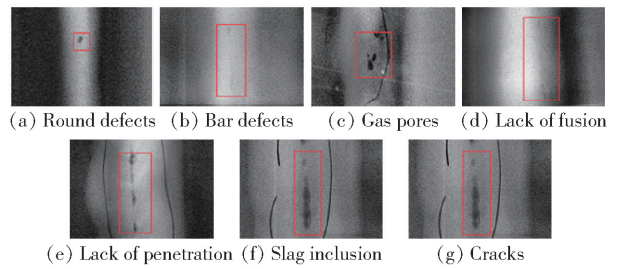 (a) Round defects (b) Bar defects (c) Gas pores (d) Lack of fusion
(e) Lack of penetration (f) Slag inclusion (g) Cracks